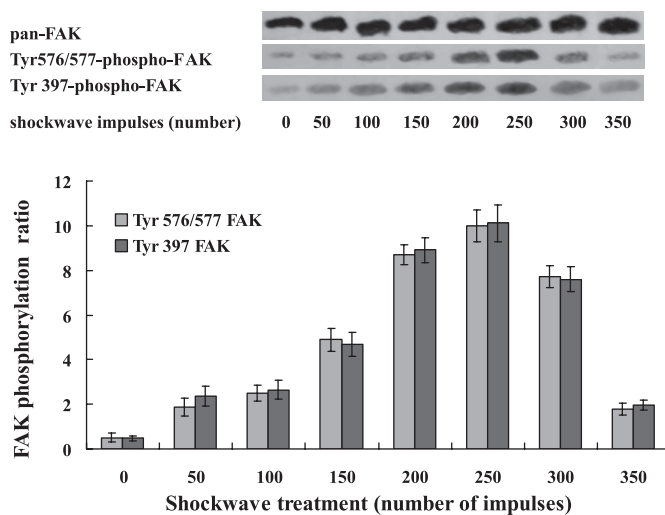 pan-FAK
Tyr576/577-phospho-FAK
Tyr 397-phospho-FAK
shockwave impulses (number) 0 50 100 150 200 250 300 350
12
10
8
6
4
2
0
FAK phosphorylation ratio
Tyr 576/577 FAK
Tyr 397 FAK
0 50 100 150 200 250 300 350
Shockwave treatment (number of impulses)